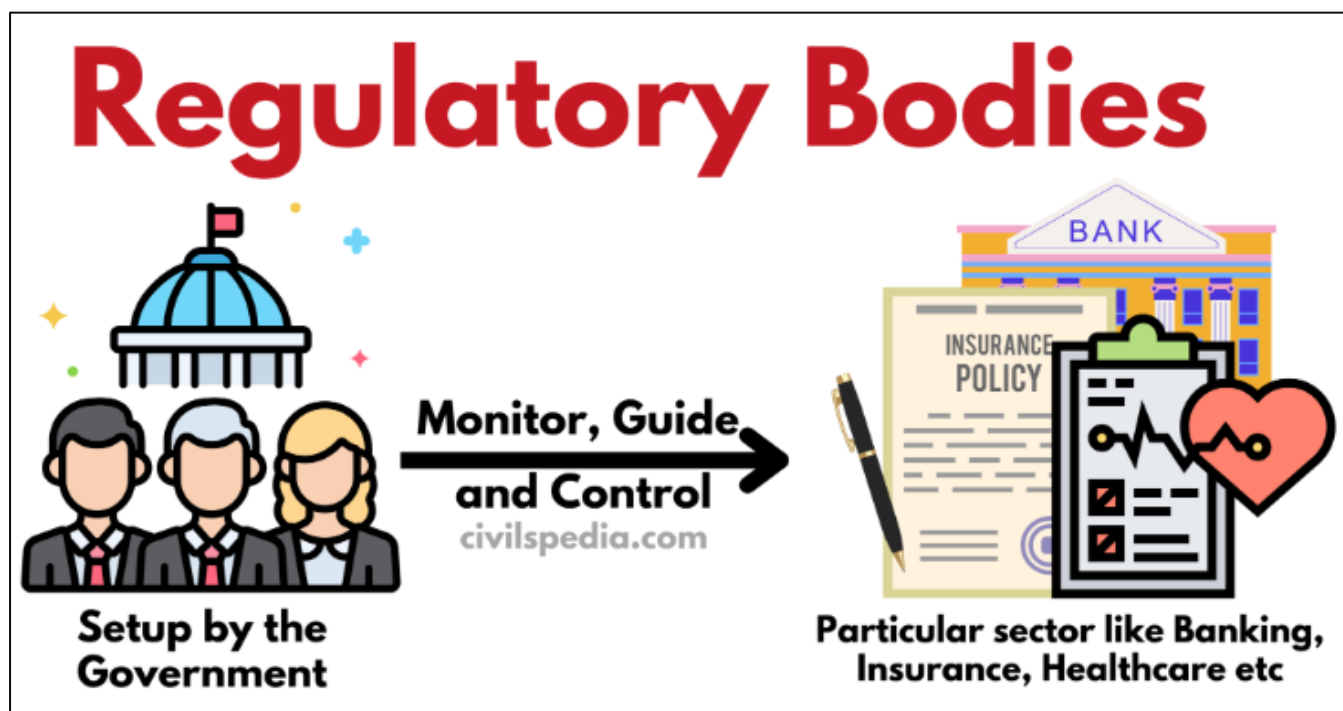 Regulatory Bodies
BANK
INSURANCE
POLICY
Monitor, Guide
and Control
civilspedia.com
Setup by the
Government
Particular sector like Banking,
Insurance, Healthcare etc